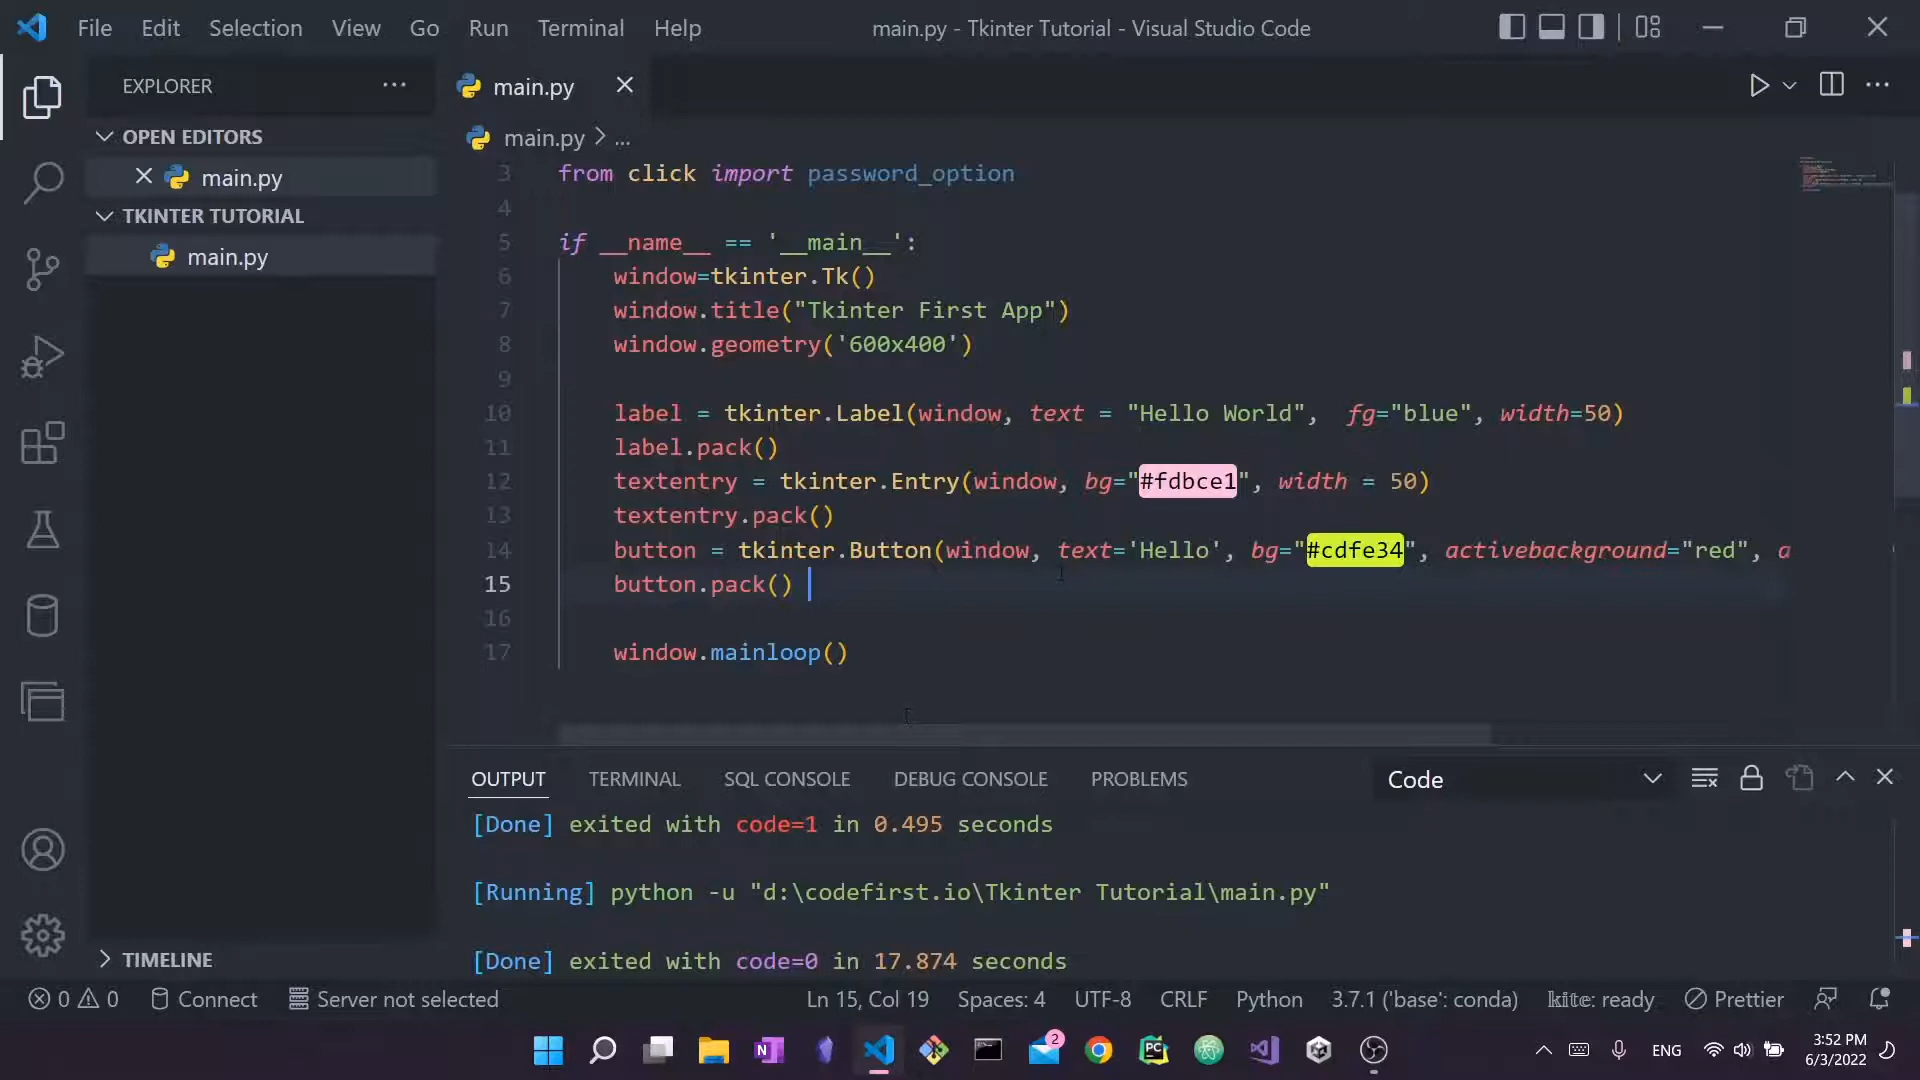 File Edit Selection View Go Run Terminal Help main.py - Tkinter Tutorial - Visual Studio Code
EXPLORER
OPEN EDITORS
main.py
TKINTER TUTORIAL
main.py
TIMELINE
main.py
main.py > ...
3 from click import password_option
4
5 if __name__ == '__main__':
6 window=tkinter.Tk()
7 window.title("Tkinter First App")
8 window.geometry('600x400')
9
10 label = tkinter.Label(window, text = "Hello World",  fg="blue", width=50)
11 label.pack()
12 textentry = tkinter.Entry(window, bg="#fdbce1", width = 50)
13 textentry.pack()
14 button = tkinter.Button(window, text='Hello', bg="#cdfe34", activebackground="red", a
15 button.pack()
16
17 window.mainloop()
OUTPUT TERMINAL SQL CONSOLE DEBUG CONSOLE PROBLEMS Code
[Done] exited with code=1 in 0.495 seconds
[Running] python -u "d:\codefirst.io\Tkinter Tutorial\main.py"
[Done] exited with code=0 in 17.874 seconds
0 0 Connect Server not selected Ln 15, Col 19 Spaces: 4 UTF-8 CRLF Python 3.7.1 ('base': conda) kite: ready Prettier
N 2 PC ENG 3:52 PM
6/3/2022